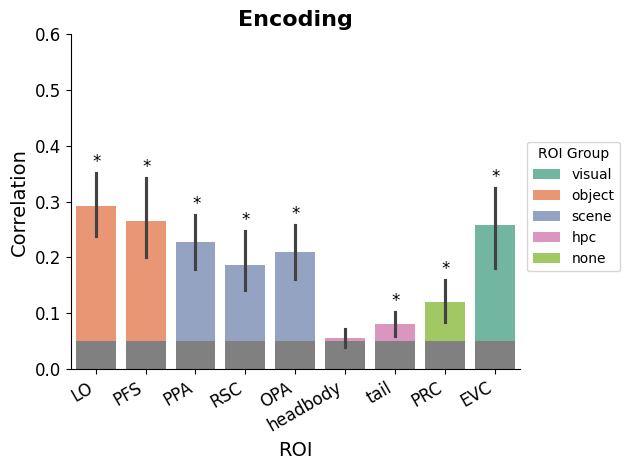 Encoding
Correlation
0.6
0.5
0.4
0.3
0.2
0.1
0.0
* * * * * * * *
LO PFS PPA RSC OPA headbody tail PRC EVC
ROI
ROI Group
visual
object
scene
hpc
none